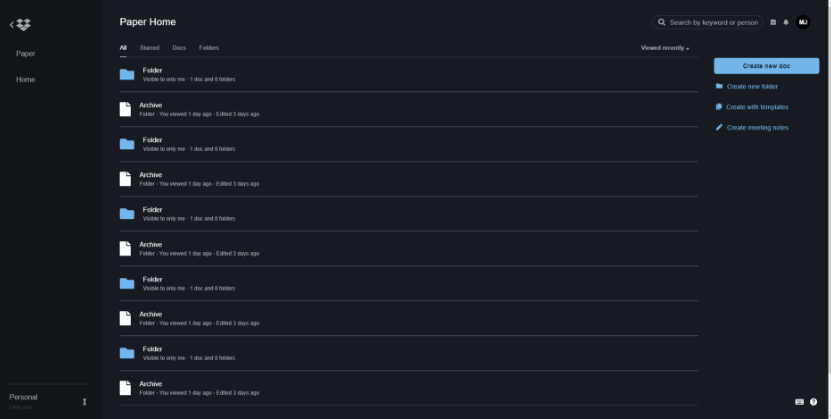 Paper Home
Search by keyword or person
MJ
Paper
Home
All Starred Docs Folders
Viewed recently
Folder
Visible to only me · 1 doc and 0 folders
Archive
Folder · You viewed 1 day ago · Edited 3 days ago
Folder
Visible to only me · 1 doc and 0 folders
Archive
Folder · You viewed 1 day ago · Edited 3 days ago
Folder
Visible to only me · 1 doc and 0 folders
Archive
Folder · You viewed 1 day ago · Edited 3 days ago
Folder
Visible to only me · 1 doc and 0 folders
Archive
Folder · You viewed 1 day ago · Edited 3 days ago
Folder
Visible to only me · 1 doc and 0 folders
Archive
Folder · You viewed 1 day ago · Edited 3 days ago
Create new doc
Create new folder
Create with templates
Create meeting notes
Personal
Only you